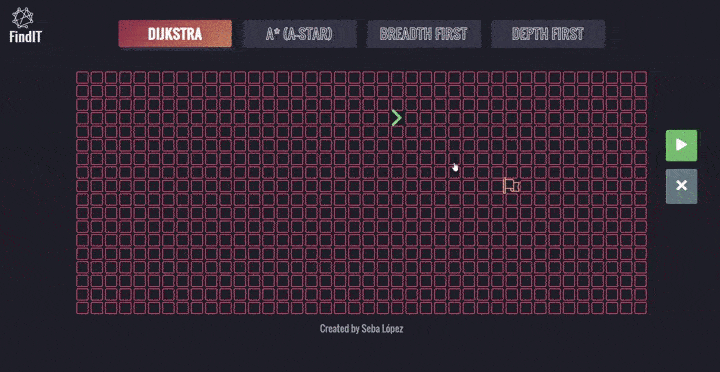 FindIT
DIJKSTRA
A* (A-STAR)
BREADTH FIRST
DEPTH FIRST
Created by Seba López